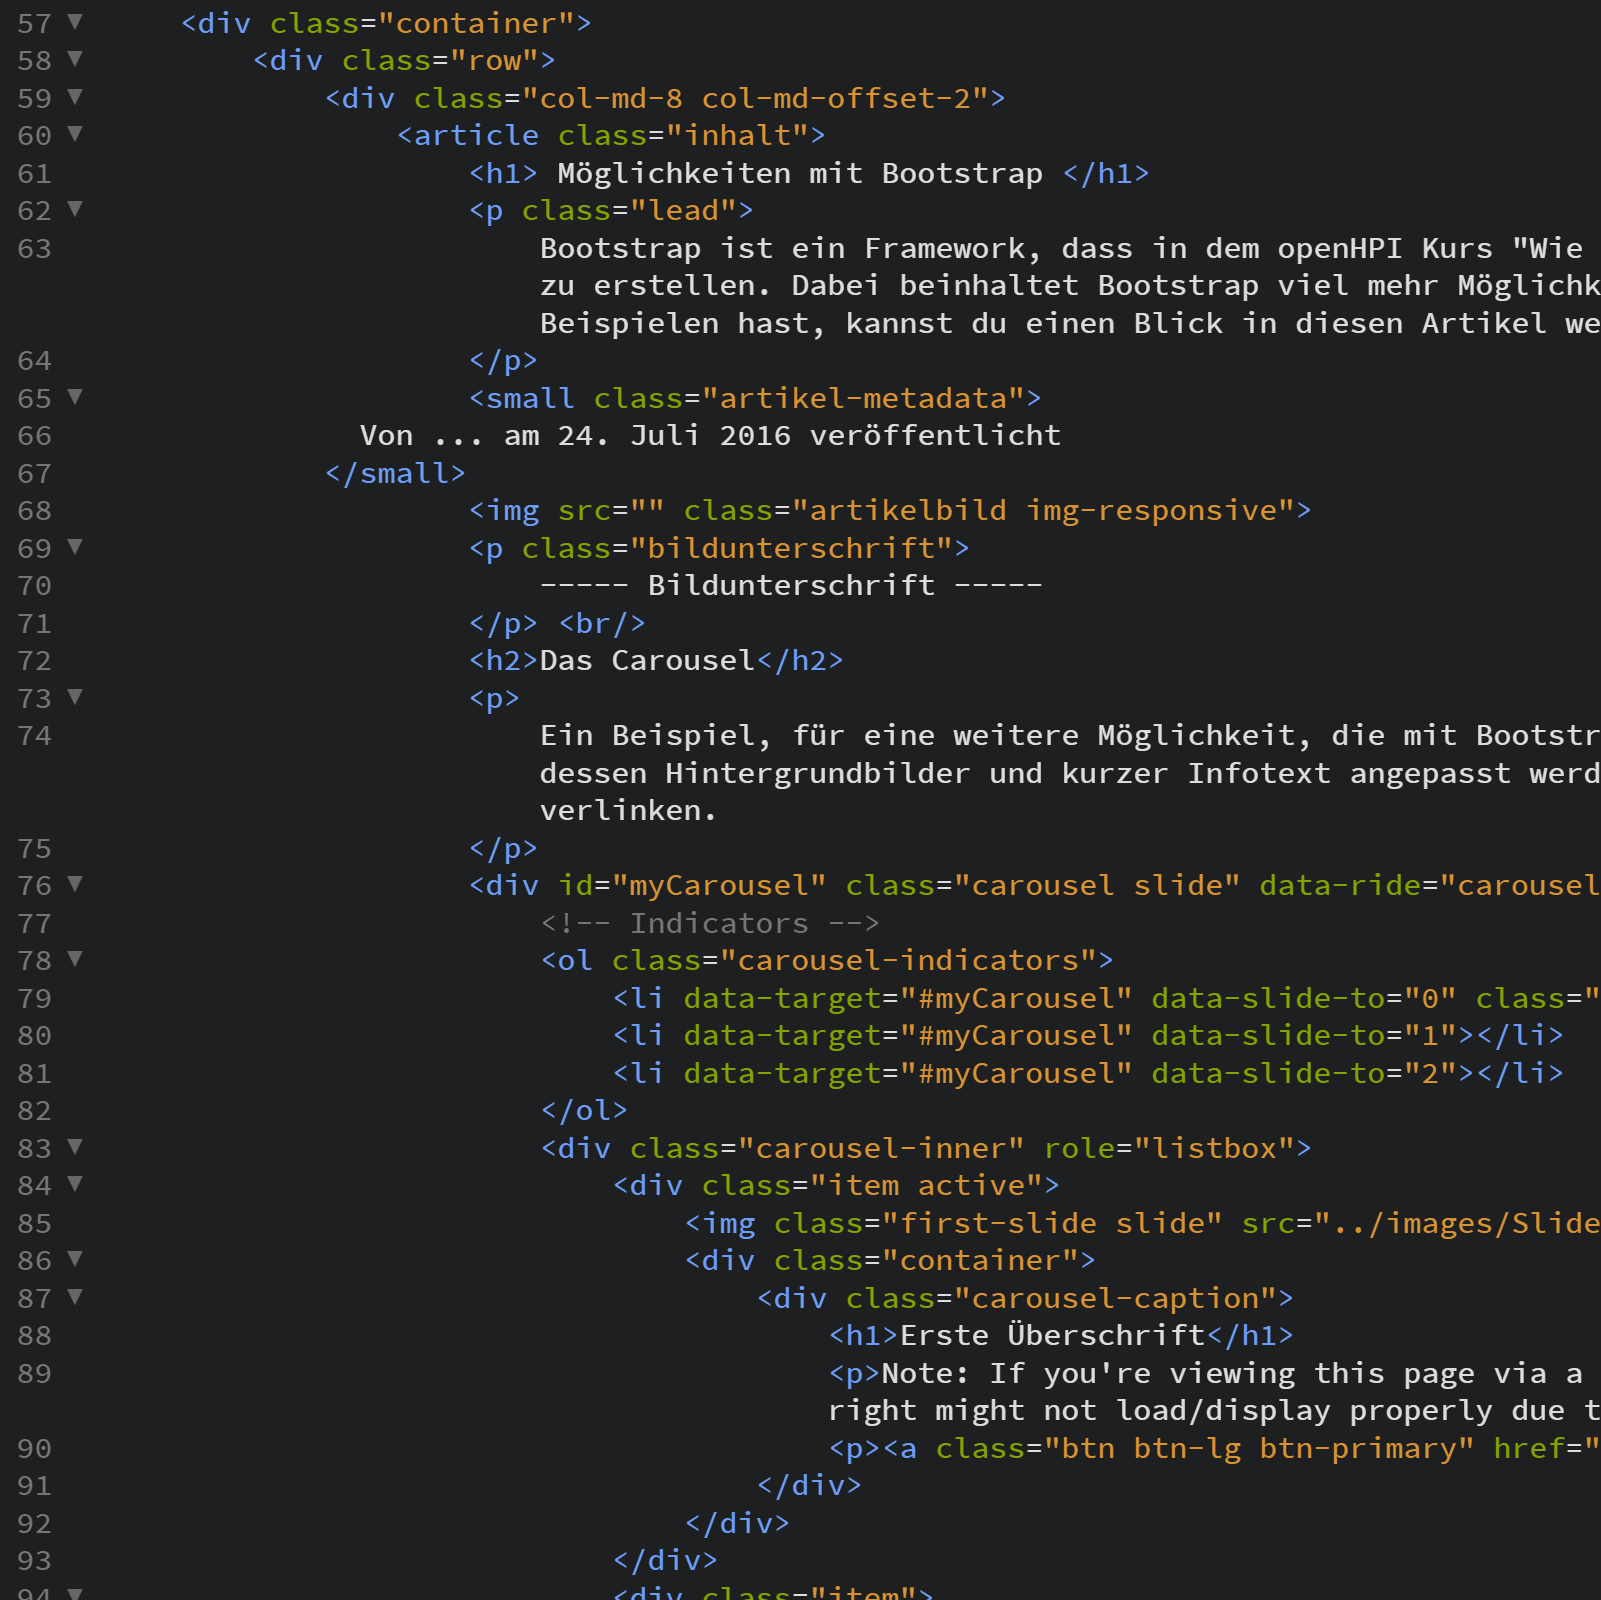 57 ▼ <div class="container">
58 ▼ <div class="row">
59 ▼ <div class="col-md-8 col-md-offset-2">
60 ▼ <article class="inhalt">
61 <h1> Möglichkeiten mit Bootstrap </h1>
62 ▼ <p class="lead">
63 Bootstrap ist ein Framework, dass in dem openHPI Kurs "Wie
zu erstellen. Dabei beinhaltet Bootstrap viel mehr Möglichk
Beispielen hast, kannst du einen Blick in diesen Artikel we
64 </p>
65 ▼ <small class="artikel-metadata">
66 Von ... am 24. Juli 2016 veröffentlicht
67 </small>
68 <img src="" class="artikelbild img-responsive">
69 ▼ <p class="bildunterschrift">
70 ----- Bildunterschrift -----
71 </p> <br/>
72 <h2>Das Carousel</h2>
73 ▼ <p>
74 Ein Beispiel, für eine weitere Möglichkeit, die mit Bootstr
dessen Hintergrundbilder und kurzer Infotext angepasst werd
verlinken.
75 </p>
76 ▼ <div id="myCarousel" class="carousel slide" data-ride="carousel
77 <!-- Indicators -->
78 ▼ <ol class="carousel-indicators">
79 <li data-target="#myCarousel" data-slide-to="0" class="
80 <li data-target="#myCarousel" data-slide-to="1"></li>
81 <li data-target="#myCarousel" data-slide-to="2"></li>
82 </ol>
83 ▼ <div class="carousel-inner" role="listbox">
84 ▼ <div class="item active">
85 <img class="first-slide slide" src="../images/Slide
86 ▼ <div class="container">
87 ▼ <div class="carousel-caption">
88 <h1>Erste Überschrift</h1>
89 <p>Note: If you're viewing this page via a
right might not load/display properly due t
90 <p><a class="btn btn-lg btn-primary" href="
91 </div>
92 </div>
93 </div>
94 ▼ <div class="item">